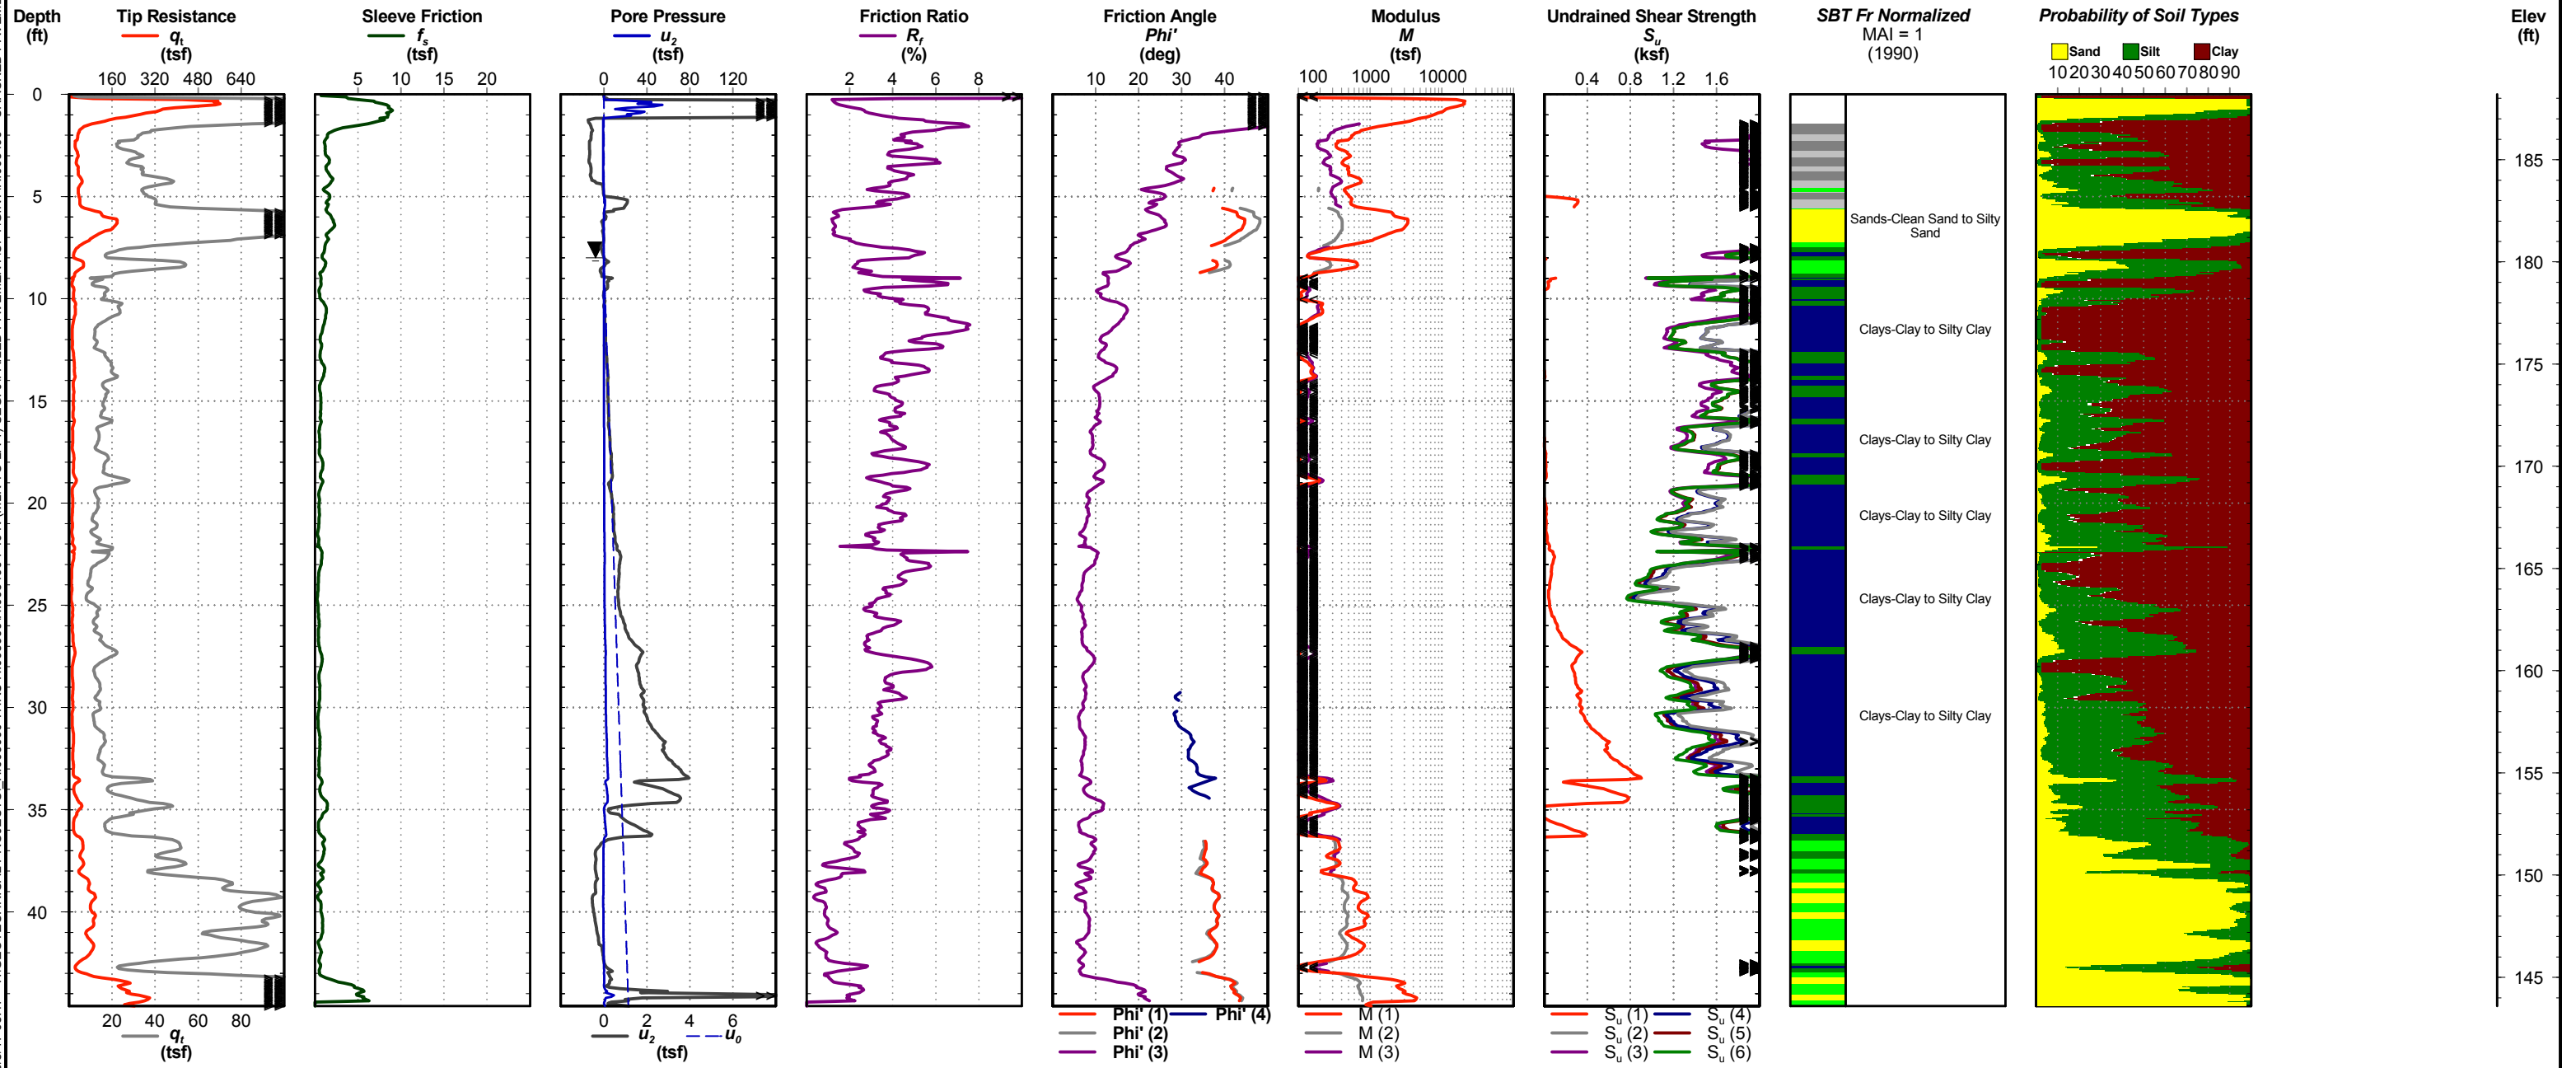 Depth
(ft)
Tip Resistance
qt
(tsf)
160 320 480 640
Sleeve Friction
fs
(tsf)
5 10 15 20
Pore Pressure
u2
(tsf)
0 40 80 120
Friction Ratio
Rf
(%)
2 4 6 8
Friction Angle
Phi'
(deg)
10 20 30 40
Modulus
M
(tsf)
100 1000 10000
Undrained Shear Strength
Su
(ksf)
0.4 0.8 1.2 1.6
SBT Fr Normalized
MAI = 1
(1990)
Probability of Soil Types
Sand Silt Clay
10 20 30 40 50 60 70 80 90
Elev
(ft)
0
5
10
15
20
25
30
35
40
Sands-Clean Sand to Silty
Sand
Clays-Clay to Silty Clay
Clays-Clay to Silty Clay
Clays-Clay to Silty Clay
Clays-Clay to Silty Clay
Clays-Clay to Silty Clay
185
180
175
170
165
160
155
150
145
20 40 60 80
qt
(tsf)
0 2 4 6
u2 u0
(tsf)
Phi' (1) Phi' (4)
Phi' (2)
Phi' (3)
M (1)
M (2)
M (3)
Su (1) Su (4)
Su (2) Su (5)
Su (3) Su (6)